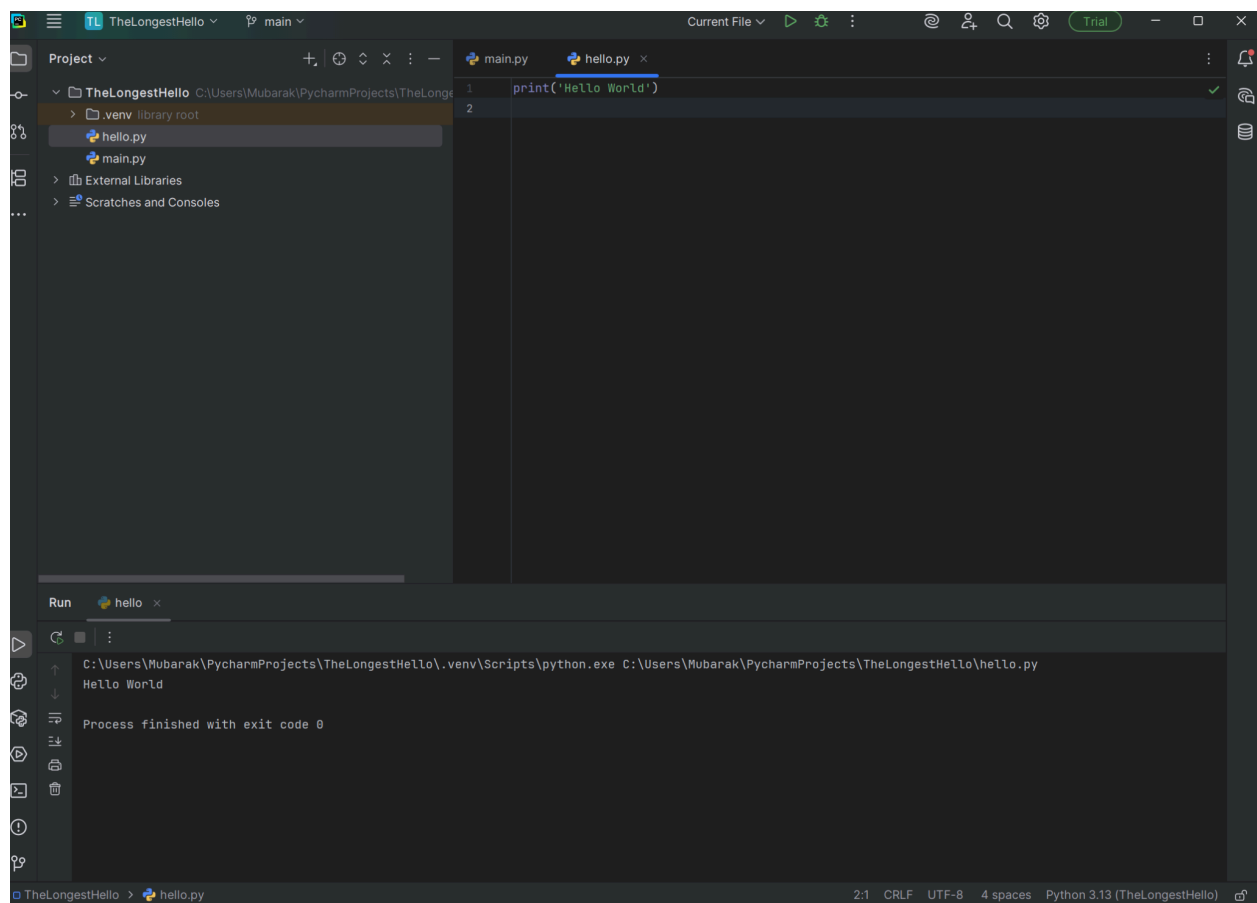 TL TheLongestHello main Current File Trial
Project
main.py hello.py
TheLongestHello C:\Users\Mubarak\PycharmProjects\TheLonge
.venv library root
hello.py
main.py
External Libraries
Scratches and Consoles
1 print('Hello World')
2
Run hello
C:\Users\Mubarak\PycharmProjects\TheLongestHello\.venv\Scripts\python.exe C:\Users\Mubarak\PycharmProjects\TheLongestHello\hello.py
Hello World
Process finished with exit code 0
TheLongestHello > hello.py 2:1 CRLF UTF-8 4 spaces Python 3.13 (TheLongestHello)